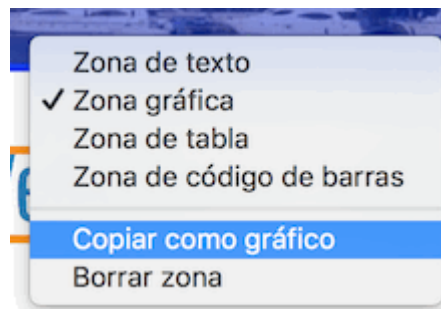 Zona de texto
✓ Zona gráfica
Zona de tabla
Zona de código de barras
Copiar como gráfico
Borrar zona